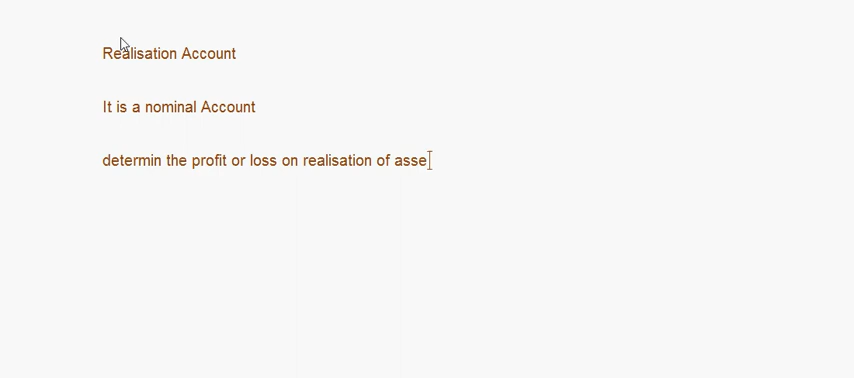 Realisation Account
It is a nominal Account
determin the profit or loss on realisation of asse